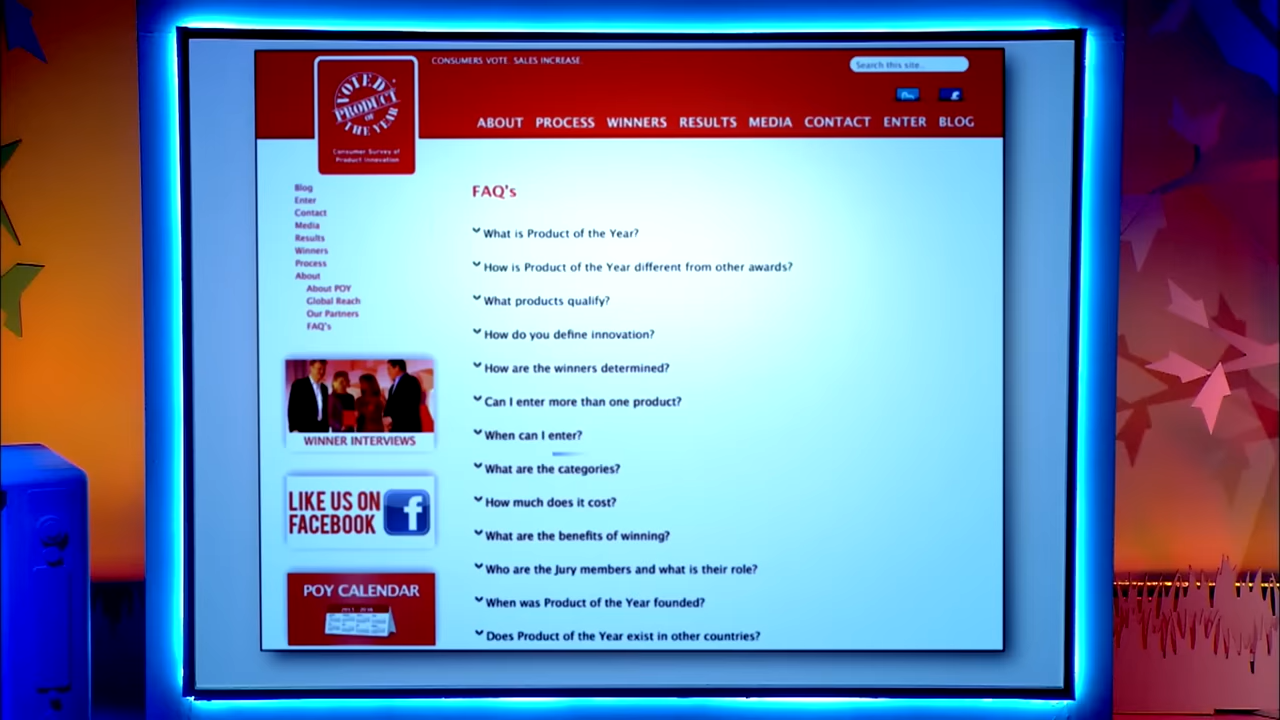 CONSUMERS VOTE. SALES INCREASE.
Search this site..
VOTED
PRODUCT
OF
THE YEAR
Consumer Survey of
Product Innovation
ABOUT PROCESS WINNERS RESULTS MEDIA CONTACT ENTER BLOG
Blog
Enter
Contact
Media
Results
Winners
Process
About
About POY
Global Reach
Our Partners
FAQ's
WINNER INTERVIEWS
LIKE US ON
FACEBOOK
f
POY CALENDAR
FAQ's
What is Product of the Year?
How is Product of the Year different from other awards?
What products qualify?
How do you define innovation?
How are the winners determined?
Can I enter more than one product?
When can I enter?
What are the categories?
How much does it cost?
What are the benefits of winning?
Who are the Jury members and what is their role?
When was Product of the Year founded?
Does Product of the Year exist in other countries?